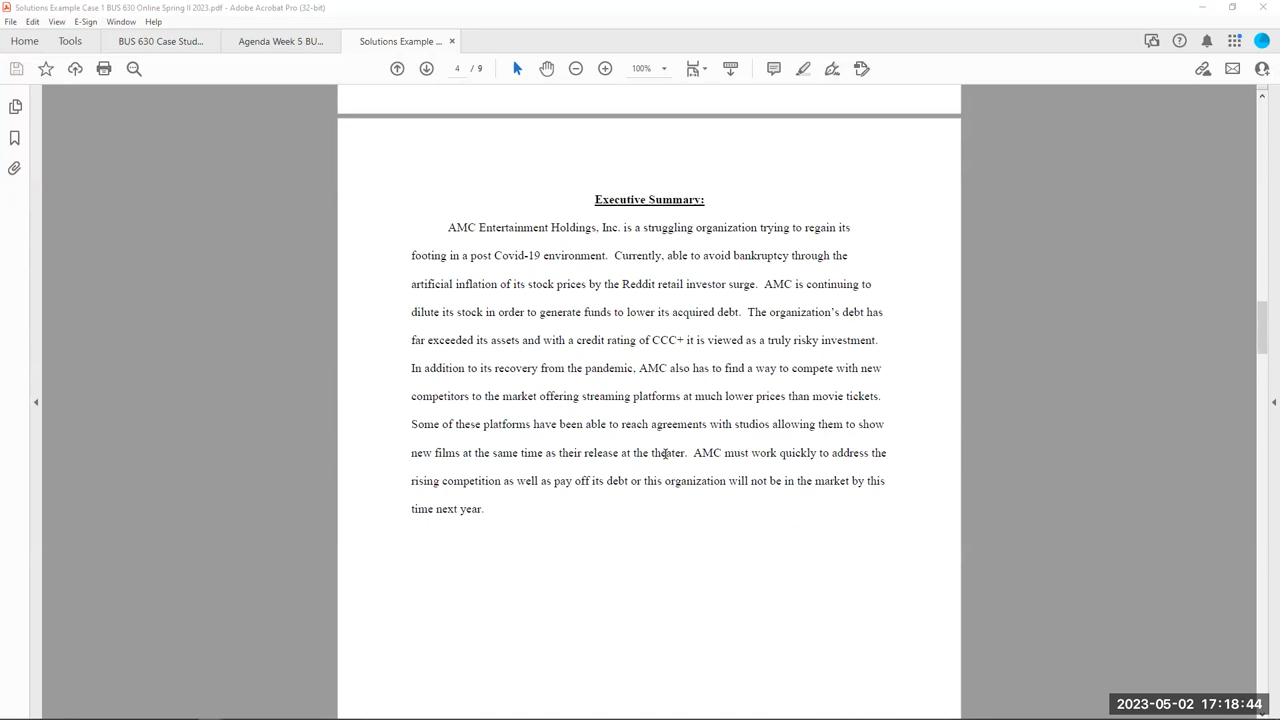 Solutions Example Case 1 BUS 630 Online Spring II 2023.pdf - Adobe Acrobat Pro (32-bit)
File Edit View E-Sign Window Help
Home Tools BUS 630 Case Stud... Agenda Week 5 BU... Solutions Example ... ×
4 / 9 100%
Executive Summary:
AMC Entertainment Holdings, Inc. is a struggling organization trying to regain its
footing in a post Covid-19 environment. Currently, able to avoid bankruptcy through the
artificial inflation of its stock prices by the Reddit retail investor surge. AMC is continuing to
dilute its stock in order to generate funds to lower its acquired debt. The organization's debt has
far exceeded its assets and with a credit rating of CCC+ it is viewed as a truly risky investment.
In addition to its recovery from the pandemic, AMC also has to find a way to compete with new
competitors to the market offering streaming platforms at much lower prices than movie tickets.
Some of these platforms have been able to reach agreements with studios allowing them to show
new films at the same time as their release at the theater. AMC must work quickly to address the
rising competition as well as pay off its debt or this organization will not be in the market by this
time next year.
2023-05-02 17:18:44